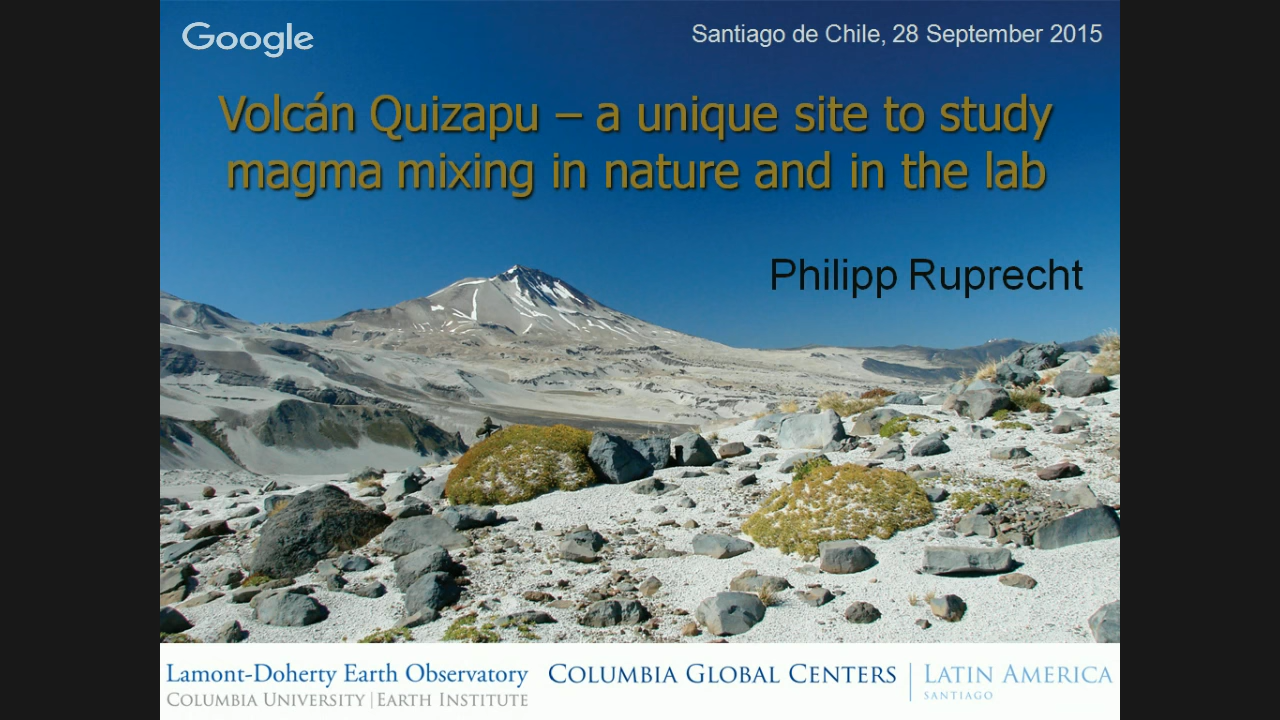 Google
Santiago de Chile, 28 September 2015
Volcán Quizapu – a unique site to study
magma mixing in nature and in the lab
Philipp Ruprecht
Lamont-Doherty Earth Observatory
COLUMBIA UNIVERSITY | EARTH INSTITUTE
COLUMBIA GLOBAL CENTERS | LATIN AMERICA
SANTIAGO